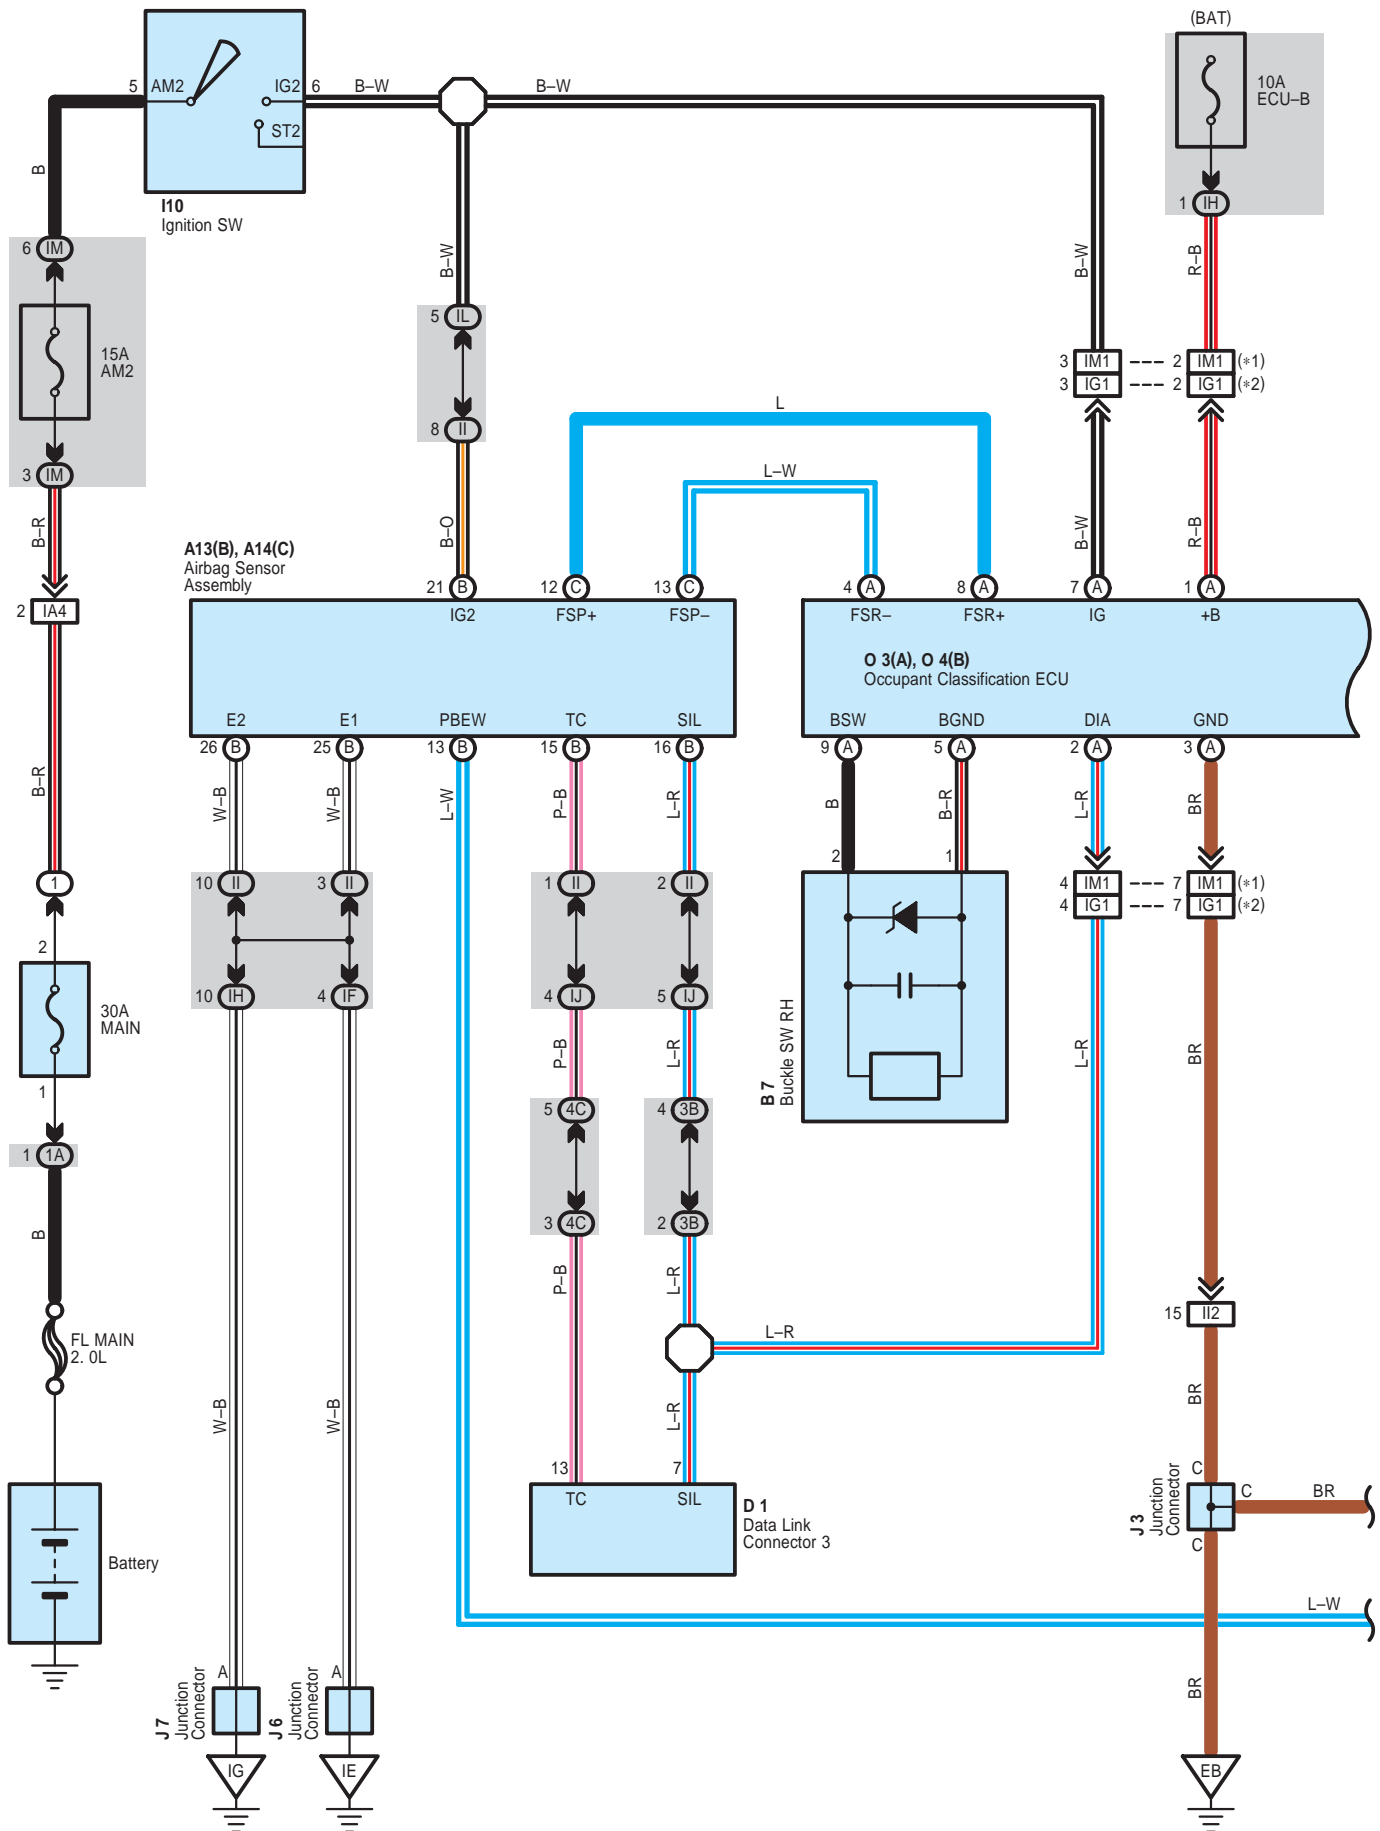 (BAT)
5 AM2 IG2 6 B–W B–W
ST2
10A
ECU–B
B
I10
Ignition SW
1 IH
6 IM
B–W B–W R–B
5 IL
15A
AM2
3 IM1 2 IM1 (*1)
3 IG1 2 IG1 (*2)
L
8 II
L–W
3 IM
B–R B–O B–W R–B
A13(B), A14(C)
Airbag Sensor
Assembly
21 B 12 C 13 C 4 A 8 A 7 A 1 A
2 IA4
IG2 FSP+ FSP– FSR– FSR+ IG +B
O 3(A), O 4(B)
Occupant Classification ECU
E2 E1 PBEW TC SIL BSW BGND DIA GND
26 B 25 B 13 B 15 B 16 B 9 A 5 A 2 A 3 A
B–R W–B W–B L–W P–B L–R B B–R L–R BR
2 1
1 10 II 3 II 1 II 2 II 4 IM1 7 IM1 (*1)
4 IG1 7 IG1 (*2)
2
10 IH 4 IF 4 IJ 5 IJ
30A
MAIN
P–B L–R
B 7
Buckle SW RH
L–R BR
1
5 4C 4 3B
1 1A
3 4C 2 3B
B
P–B L–R
15 II2
FL MAIN
2. 0L
L–R
W–B W–B L–R BR
13 7
TC SIL
D 1
Data Link
Connector 3
C
C BR
C
J 3
Junction
Connector
Battery
L–W
BR
A A
J 7
Junction
Connector
J 6
Junction
Connector
IG IE EB